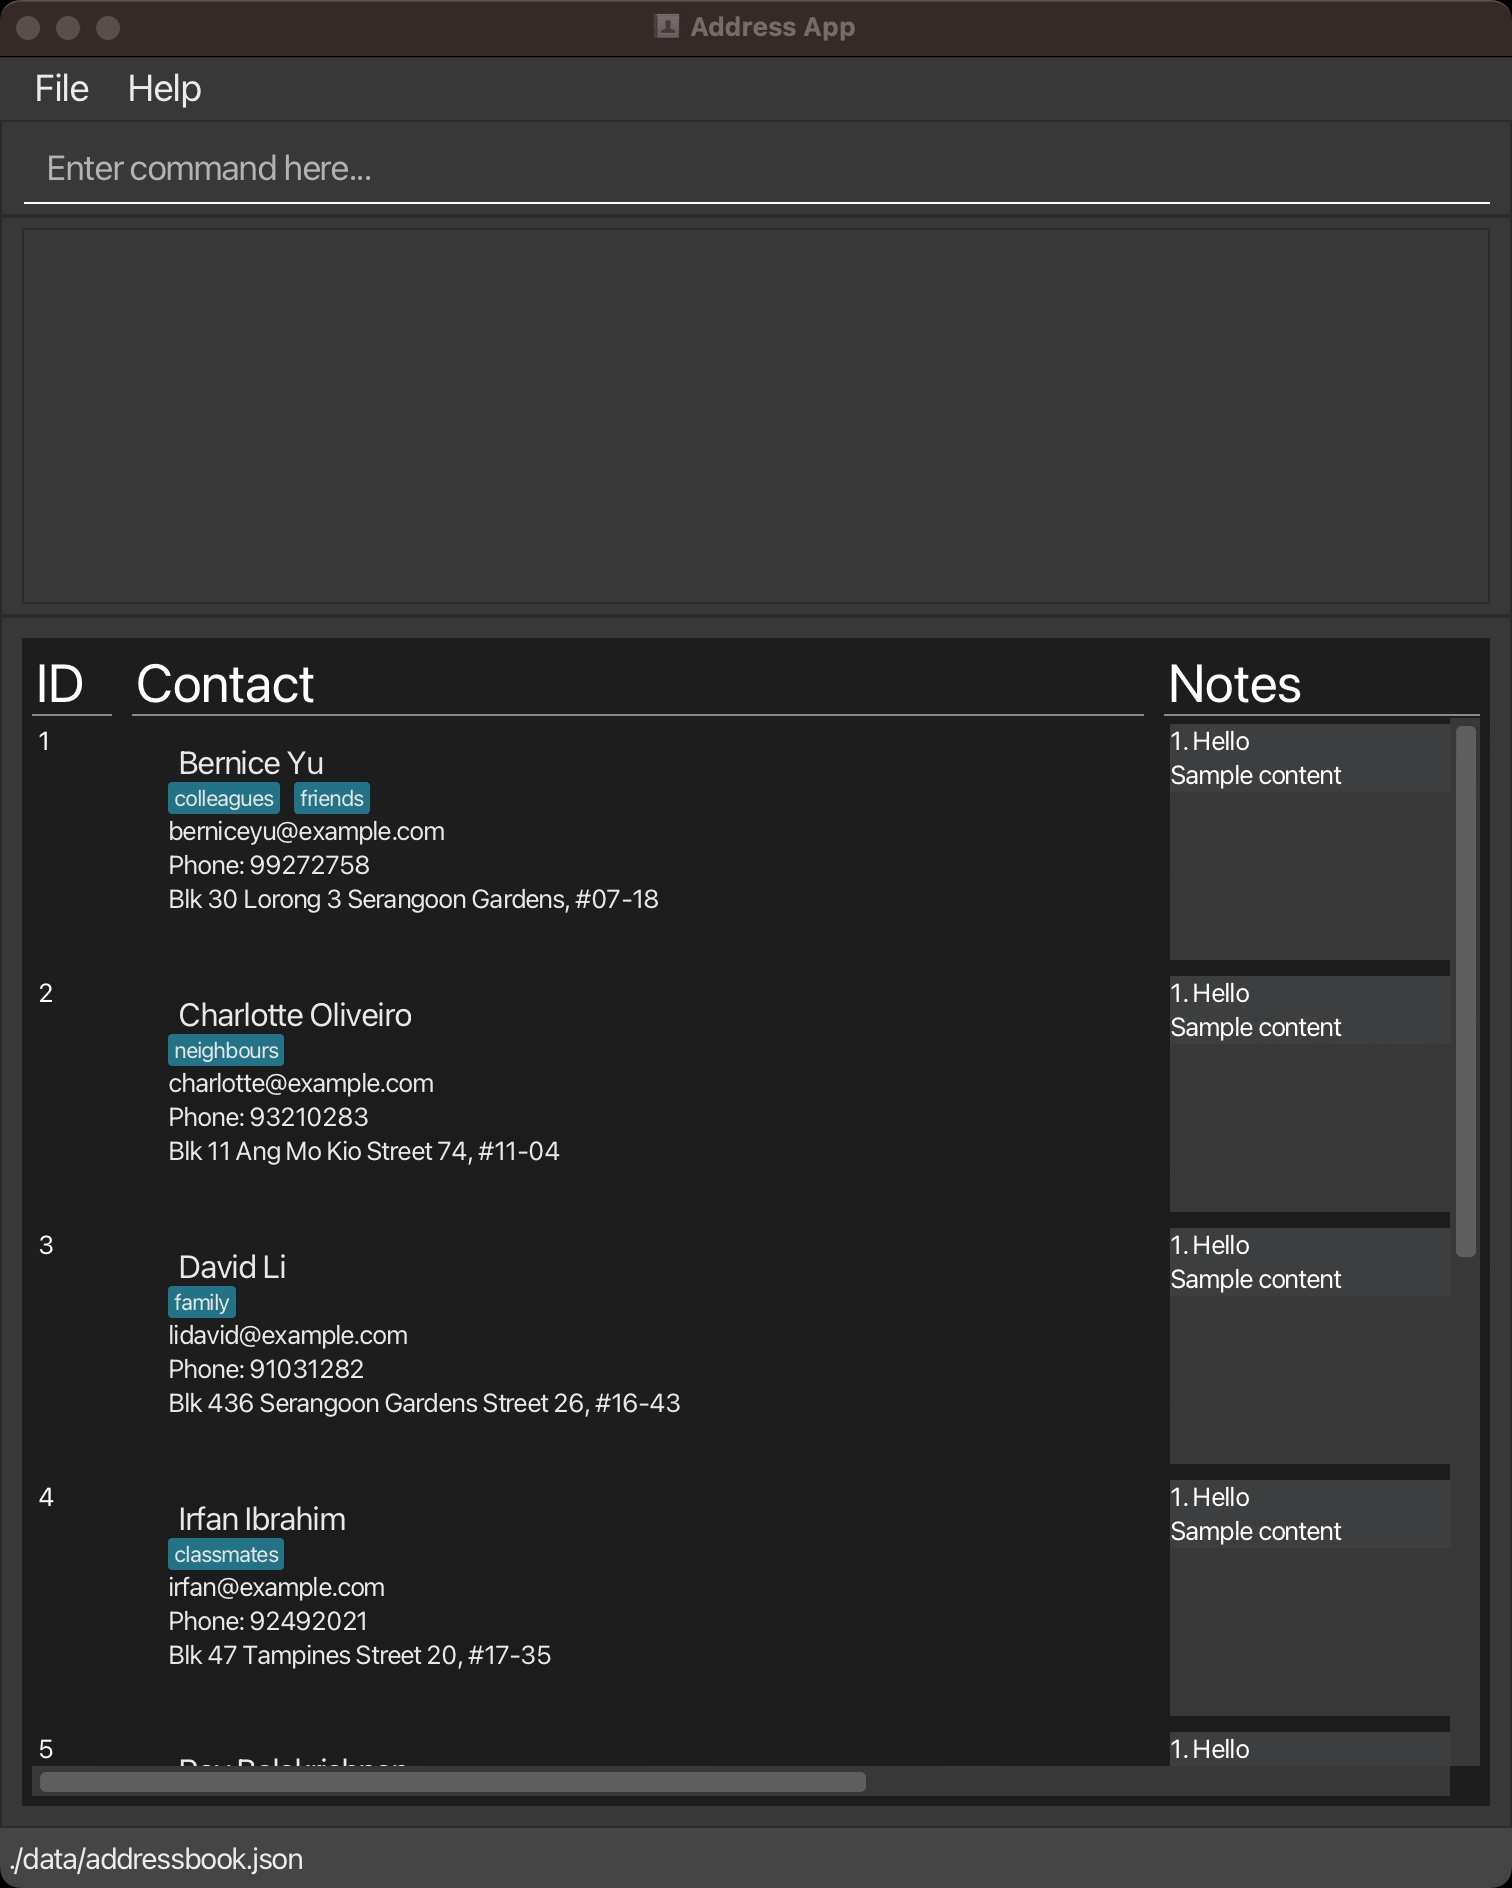 Address App
File Help
Enter command here...
ID Contact Notes
1
Bernice Yu
colleagues friends
berniceyu@example.com
Phone: 99272758
Blk 30 Lorong 3 Serangoon Gardens, #07-18
1. Hello
Sample content
2
Charlotte Oliveiro
neighbours
charlotte@example.com
Phone: 93210283
Blk 11 Ang Mo Kio Street 74, #11-04
1. Hello
Sample content
3
David Li
family
lidavid@example.com
Phone: 91031282
Blk 436 Serangoon Gardens Street 26, #16-43
1. Hello
Sample content
4
Irfan Ibrahim
classmates
irfan@example.com
Phone: 92492021
Blk 47 Tampines Street 20, #17-35
1. Hello
Sample content
5
1. Hello
./data/addressbook.json